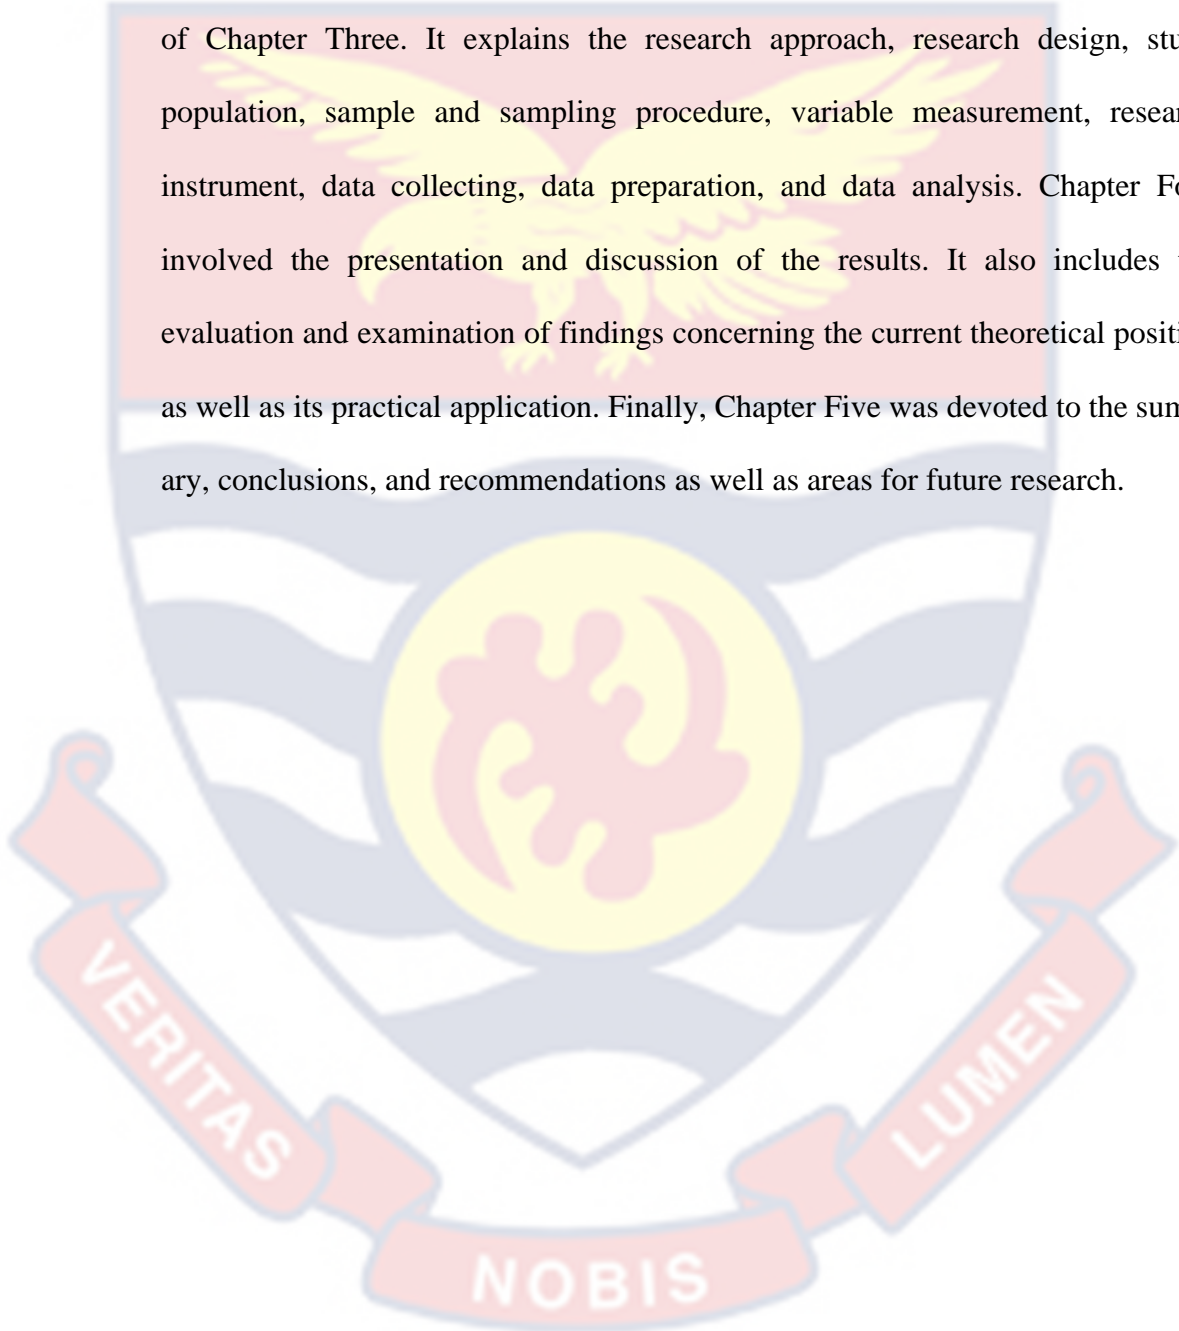 of Chapter Three. It explains the research approach, research design, stu
population, sample and sampling procedure, variable measurement, resear
instrument, data collecting, data preparation, and data analysis. Chapter Fo
involved the presentation and discussion of the results. It also includes
evaluation and examination of findings concerning the current theoretical positi
as well as its practical application. Finally, Chapter Five was devoted to the sum
ary, conclusions, and recommendations as well as areas for future research.
VERITAS
NOBIS
LUMEN